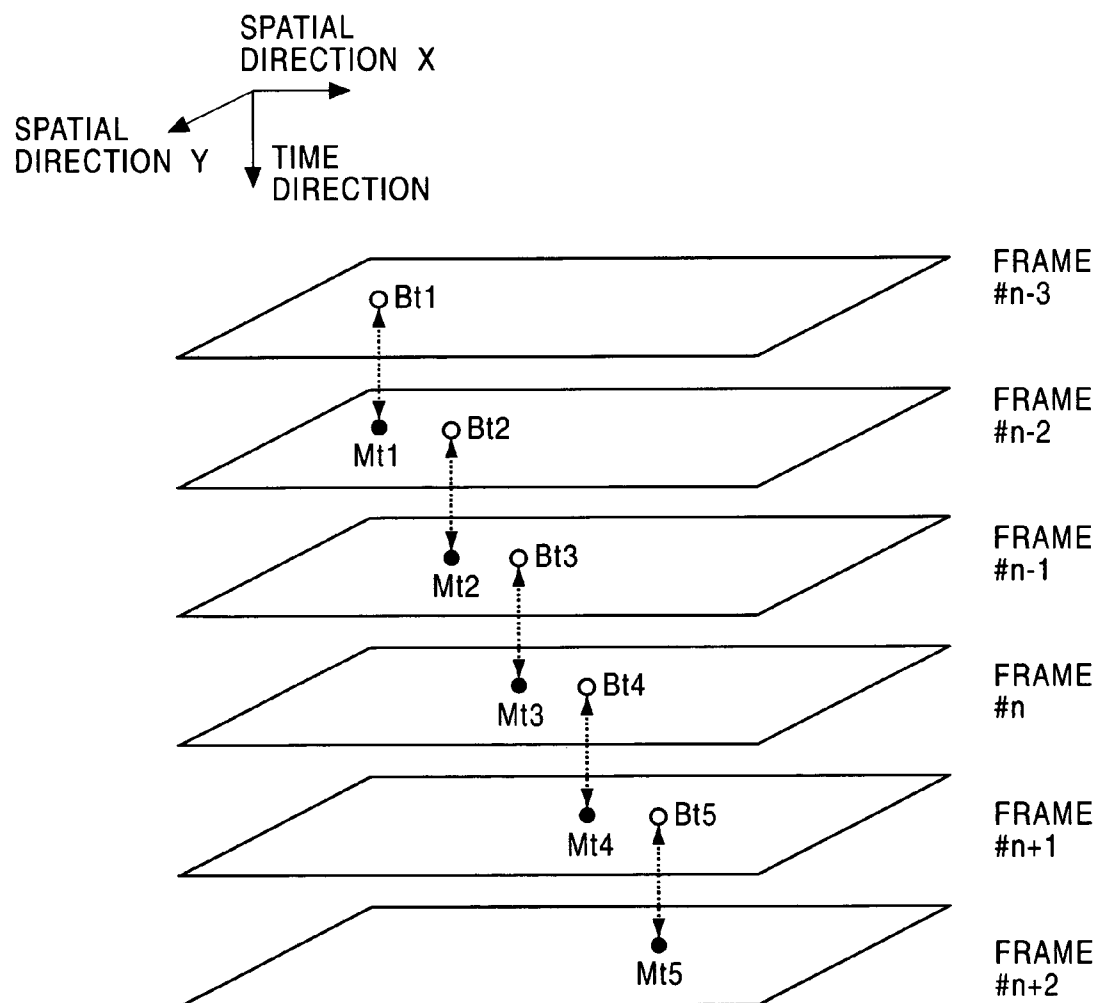 SPATIAL
DIRECTION X
SPATIAL
DIRECTION Y
TIME
DIRECTION
FRAME
#n-3
Bt1
FRAME
#n-2
Bt2
Mt1
FRAME
#n-1
Bt3
Mt2
FRAME
#n
Bt4
Mt3
FRAME
#n+1
Bt5
Mt4
FRAME
#n+2
Mt5